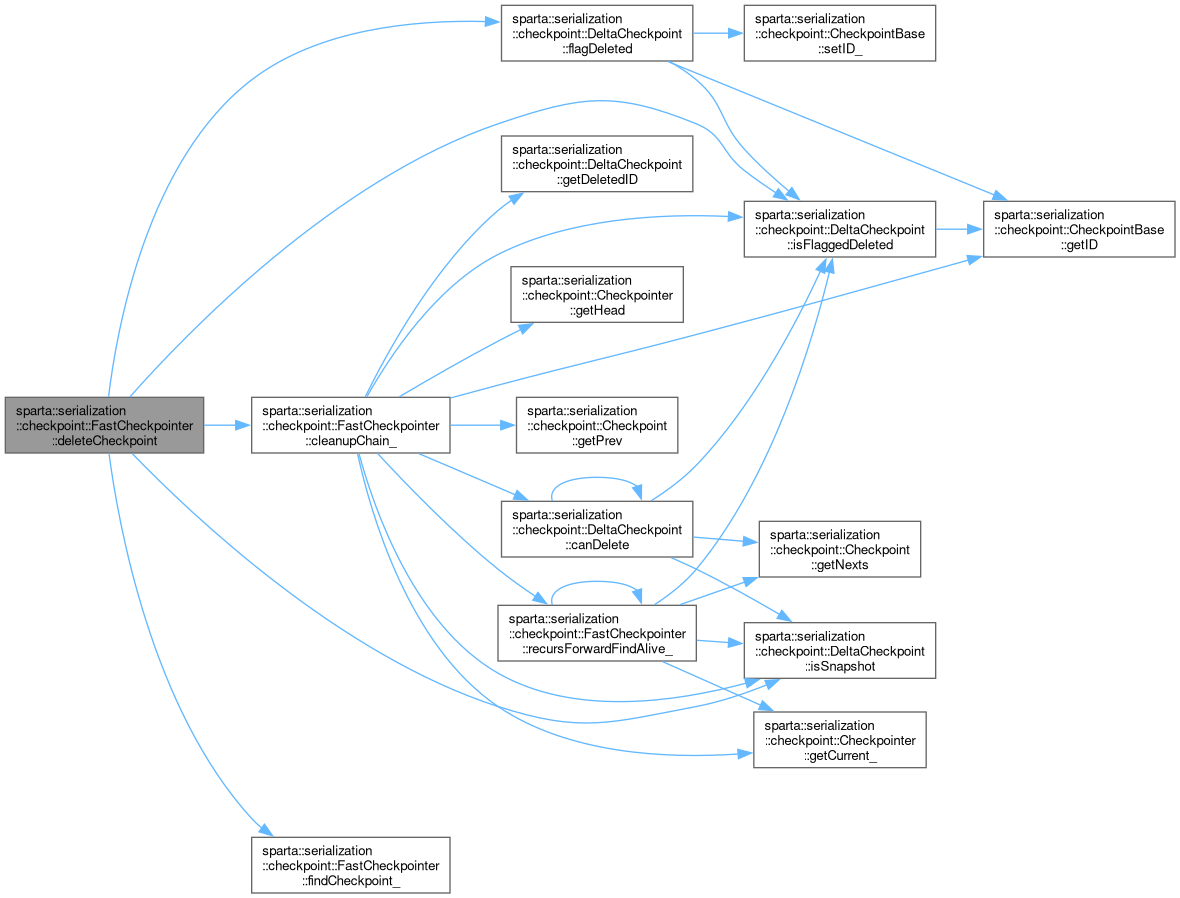 sparta::serialization
::checkpoint::DeltaCheckpoint
::flagDeleted
sparta::serialization
::checkpoint::CheckpointBase
::setID_
sparta::serialization
::checkpoint::DeltaCheckpoint
::getDeletedID
sparta::serialization
::checkpoint::DeltaCheckpoint
::isFlaggedDeleted
sparta::serialization
::checkpoint::CheckpointBase
::getID
sparta::serialization
::checkpoint::Checkpointer
::getHead
sparta::serialization
::checkpoint::FastCheckpointer
::deleteCheckpoint
sparta::serialization
::checkpoint::FastCheckpointer
::cleanupChain_
sparta::serialization
::checkpoint::Checkpoint
::getPrev
sparta::serialization
::checkpoint::DeltaCheckpoint
::canDelete
sparta::serialization
::checkpoint::Checkpoint
::getNexts
sparta::serialization
::checkpoint::FastCheckpointer
::recursForwardFindAlive_
sparta::serialization
::checkpoint::DeltaCheckpoint
::isSnapshot
sparta::serialization
::checkpoint::Checkpointer
::getCurrent_
sparta::serialization
::checkpoint::FastCheckpointer
::findCheckpoint_